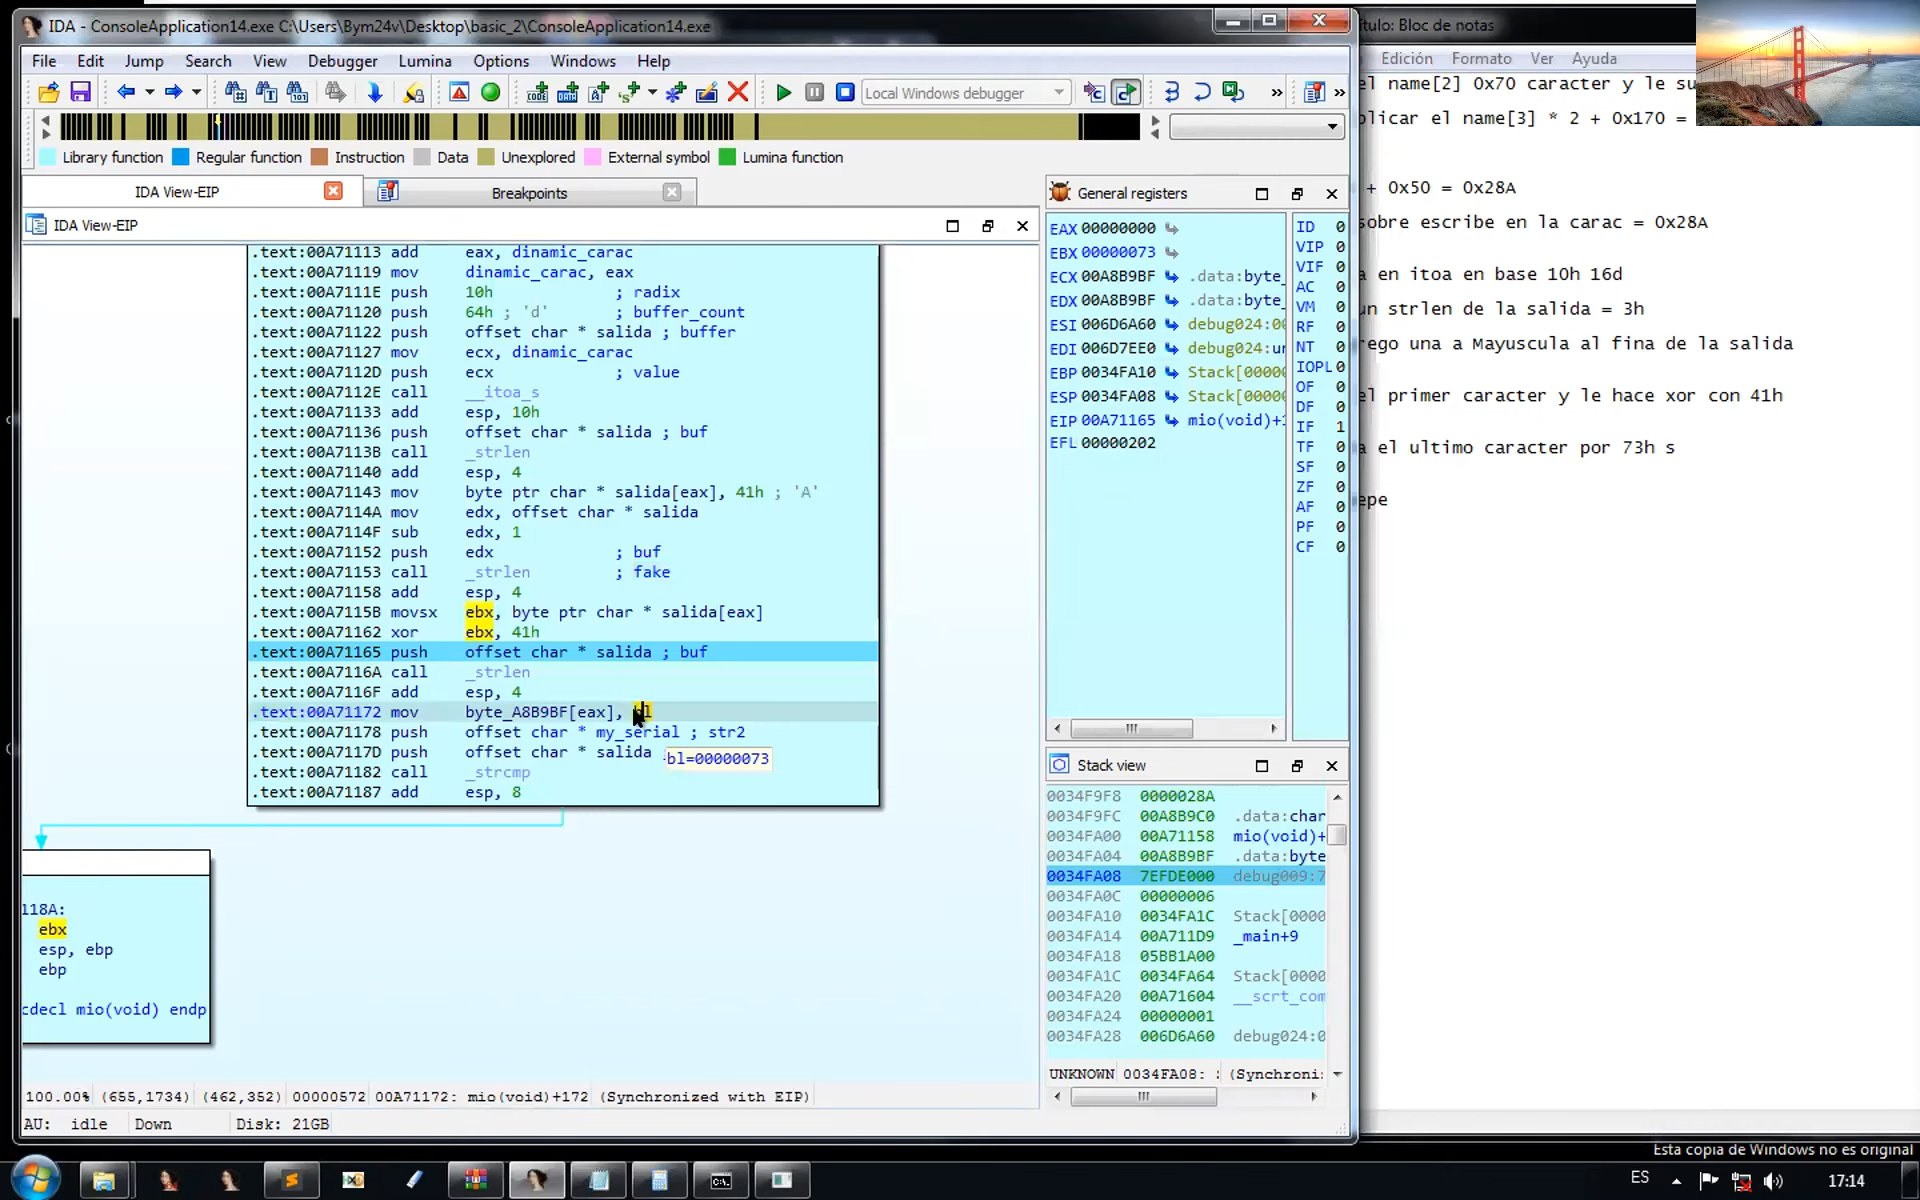 IDA - ConsoleApplication14.exe C:\Users\Bym24v\Desktop\basic_2\ConsoleApplication14.exe
File Edit Jump Search View Debugger Lumina Options Windows Help
Local Windows debugger
Library function Regular function Instruction Data Unexplored External symbol Lumina function
IDA View-EIP
Breakpoints
IDA View-EIP
.text:00A71113 add eax, dinamic_carac
.text:00A71119 mov dinamic_carac, eax
.text:00A7111E push 10h ; radix
.text:00A71120 push 64h ; 'd' ; buffer_count
.text:00A71122 push offset char * salida ; buffer
.text:00A71127 mov ecx, dinamic_carac
.text:00A7112D push ecx ; value
.text:00A7112E call __itoa_s
.text:00A71133 add esp, 10h
.text:00A71136 push offset char * salida ; buf
.text:00A7113B call _strlen
.text:00A71140 add esp, 4
.text:00A71143 mov byte ptr char * salida[eax], 41h ; 'A'
.text:00A7114A mov edx, offset char * salida
.text:00A7114F sub edx, 1
.text:00A71152 push edx ; buf
.text:00A71153 call _strlen ; fake
.text:00A71158 add esp, 4
.text:00A7115B movsx ebx, byte ptr char * salida[eax]
.text:00A71162 xor ebx, 41h
.text:00A71165 push offset char * salida ; buf
.text:00A7116A call _strlen
.text:00A7116F add esp, 4
.text:00A71172 mov byte_A8B9BF[eax], bl
.text:00A71178 push offset char * my_serial ; str2
.text:00A7117D push offset char * salida
bl=00000073
.text:00A71182 call _strcmp
.text:00A71187 add esp, 8
118A:
ebx
esp, ebp
ebp
cdecl mio(void) endp
100.00% (655,1734) (462,352) 00000572 00A71172: mio(void)+172 (Synchronized with EIP)
AU: idle Down Disk: 21GB
General registers
EAX 00000000
EBX 00000073
ECX 00A8B9BF .data:byte_
EDX 00A8B9BF .data:byte_
ESI 006D6A60 debug024:00
EDI 006D7EE0 debug024:un
EBP 0034FA10 Stack[0000
ESP 0034FA08 Stack[0000
EIP 00A71165 mio(void)+1
EFL 00000202
ID 0
VIP 0
VIF 0
AC 0
VM 0
RF 0
NT 0
IOPL 0
OF 0
DF 0
IF 1
TF 0
SF 0
ZF 0
AF 0
PF 0
CF 0
Stack view
0034F9F8 0000028A
0034F9FC 00A8B9C0 .data:char
0034FA00 00A71158 mio(void)+
0034FA04 00A8B9BF .data:byte
0034FA08 7EFDE000 debug009:7
0034FA0C 00000006
0034FA10 0034FA1C Stack[0000
0034FA14 00A711D9 _main+9
0034FA18 05BB1A00
0034FA1C 0034FA64 Stack[0000
0034FA20 00A71604 __scrt_com
0034FA24 00000001
0034FA28 006D6A60 debug024:0
UNKNOWN 0034FA08: (Synchroni:
ítulo: Bloc de notas
Edición Formato Ver Ayuda
el name[2] 0x70 caracter y le su
plicar el name[3] * 2 + 0x170 =
+ 0x50 = 0x28A
sobre escribe en la carac = 0x28A
a en itoa en base 10h 16d
un strlen de la salida = 3h
rego una a Mayuscula al fina de la salida
el primer caracter y le hace xor con 41h
a el ultimo caracter por 73h s
epe
Esta copia de Windows no es original
ES 17:14